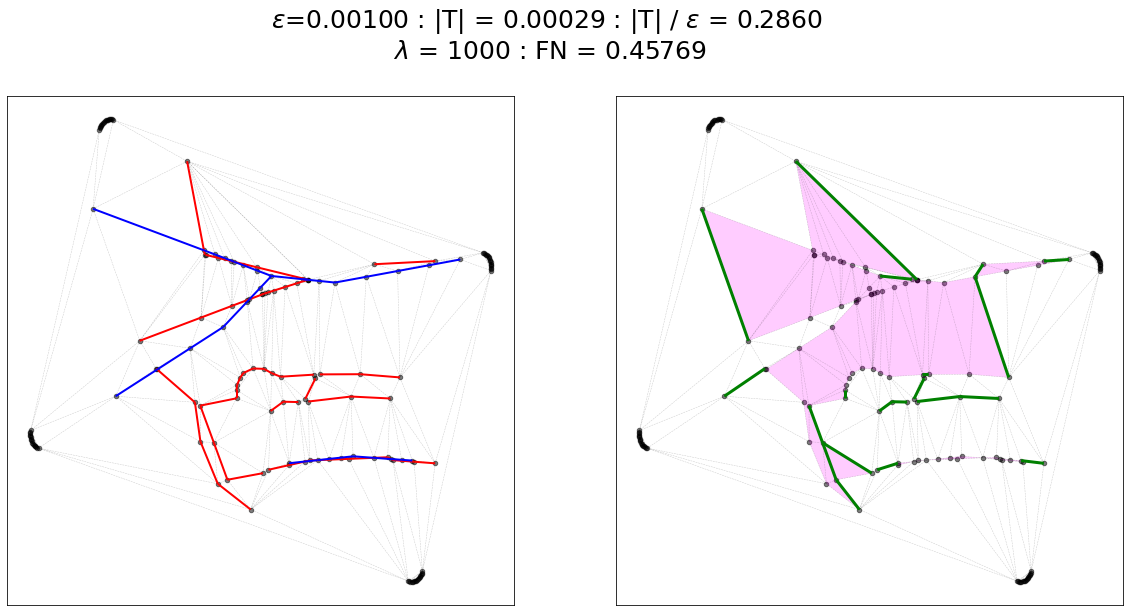 ε=0.00100 : |T| = 0.00029 : |T| / ε = 0.2860
λ = 1000 : FN = 0.45769